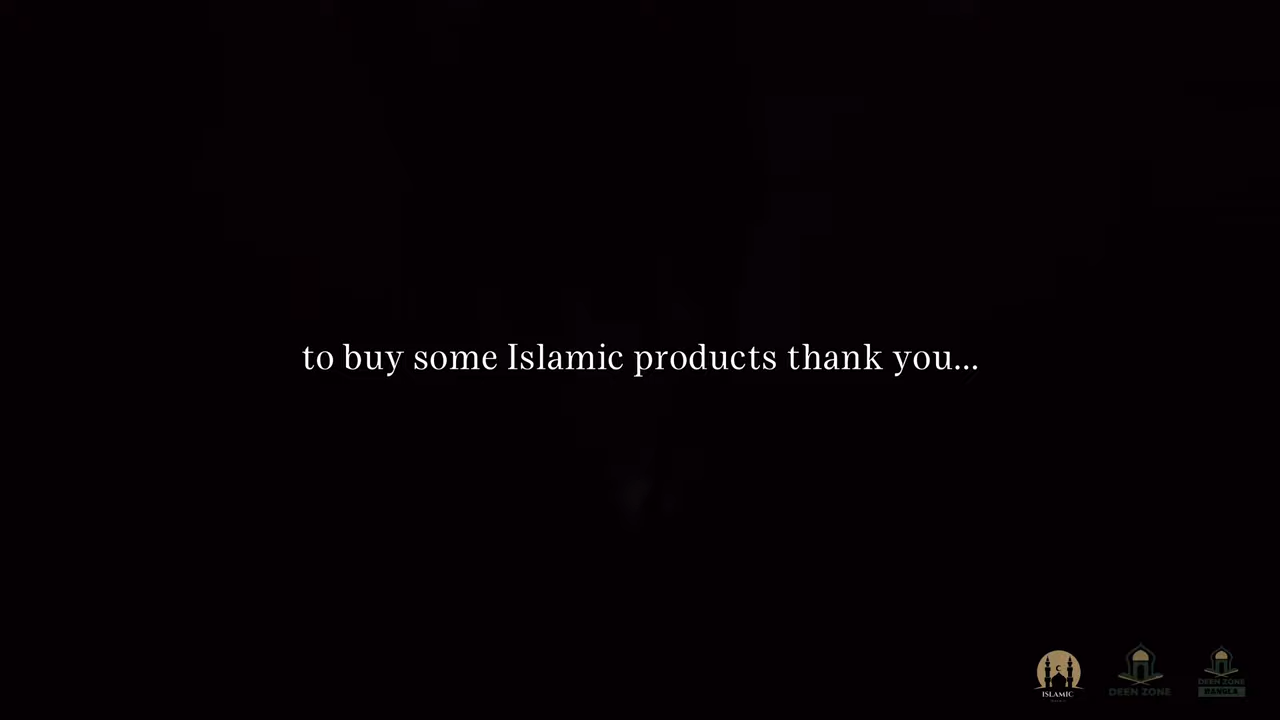 to buy some Islamic products thank you...
ISLAMIC
DEEN ZONE
DEEN ZONE
BANGLA